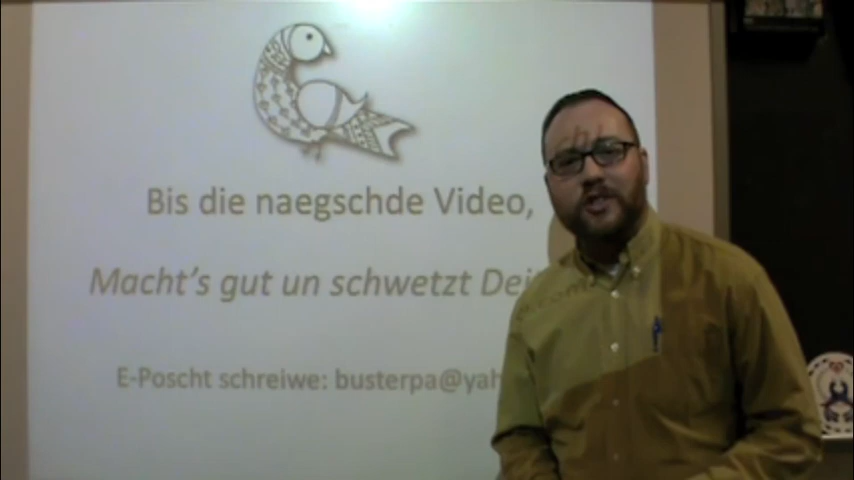 Bis die naegschde Video,
Macht's gut un schwetzt
E-Poscht schreiwe: